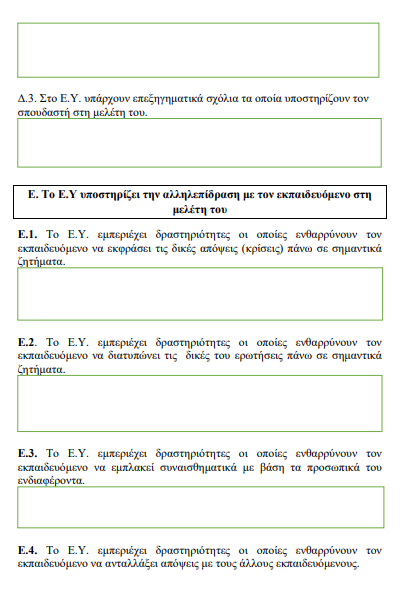 Δ.3. Στο Ε.Υ. υπάρχουν επεξηγηματικά σχόλια τα οποία υποστηρίζουν τον
σπουδαστή στη μελέτη του.
Ε. Το Ε.Υ υποστηρίζει την αλληλεπίδραση με τον εκπαιδευόμενο στη
μελέτη του
Ε.1. Το Ε.Υ. εμπεριέχει δραστηριότητες οι οποίες ενθαρρύνουν τον
εκπαιδευόμενο να εκφράσει τις δικές απόψεις (κρίσεις) πάνω σε σημαντικά
ζητήματα.
Ε.2. Το Ε.Υ. εμπεριέχει δραστηριότητες οι οποίες ενθαρρύνουν τον
εκπαιδευόμενο να διατυπώνει τις δικές του ερωτήσεις πάνω σε σημαντικά
ζητήματα.
Ε.3. Το Ε.Υ. εμπεριέχει δραστηριότητες οι οποίες ενθαρρύνουν τον
εκπαιδευόμενο να εμπλακεί συναισθηματικά με βάση τα προσωπικά του
ενδιαφέροντα.
Ε.4. Το Ε.Υ. εμπεριέχει δραστηριότητες οι οποίες ενθαρρύνουν τον
εκπαιδευόμενο να ανταλλάξει απόψεις με τους άλλους εκπαιδευόμενους.